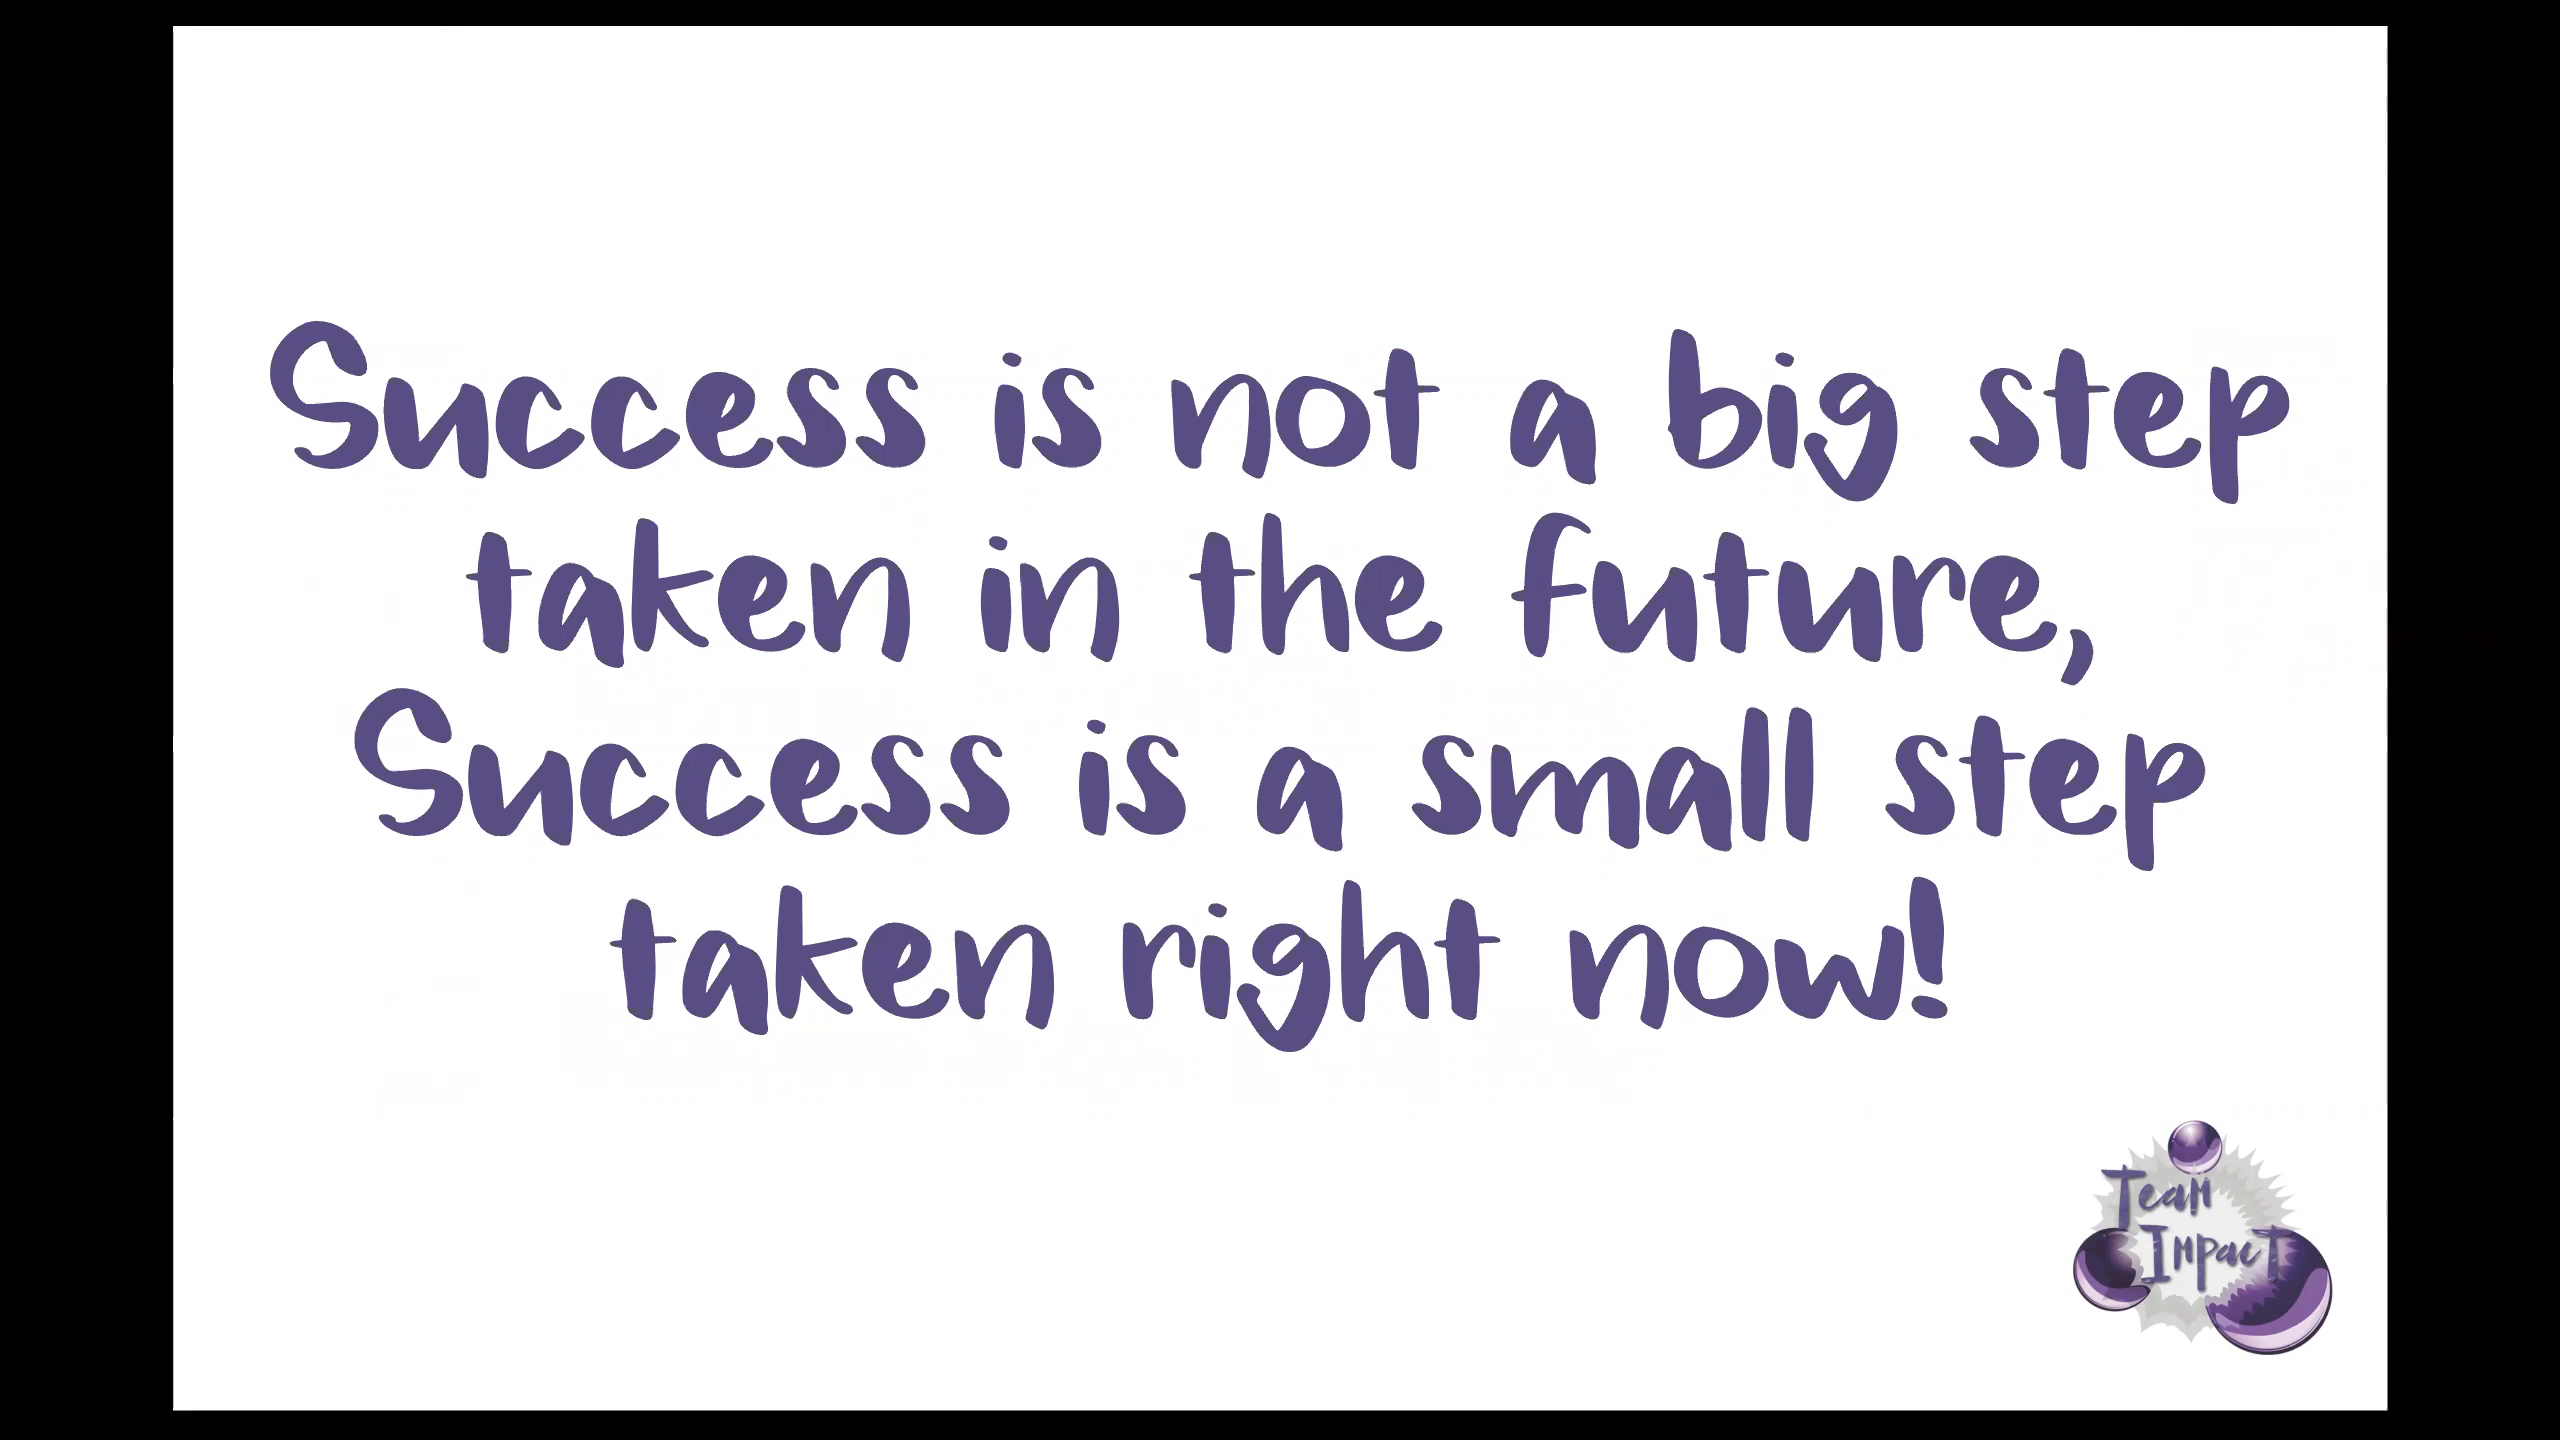 Success is not a big step
taken in the future,
Success is a small step
taken right now!
Team
Impact